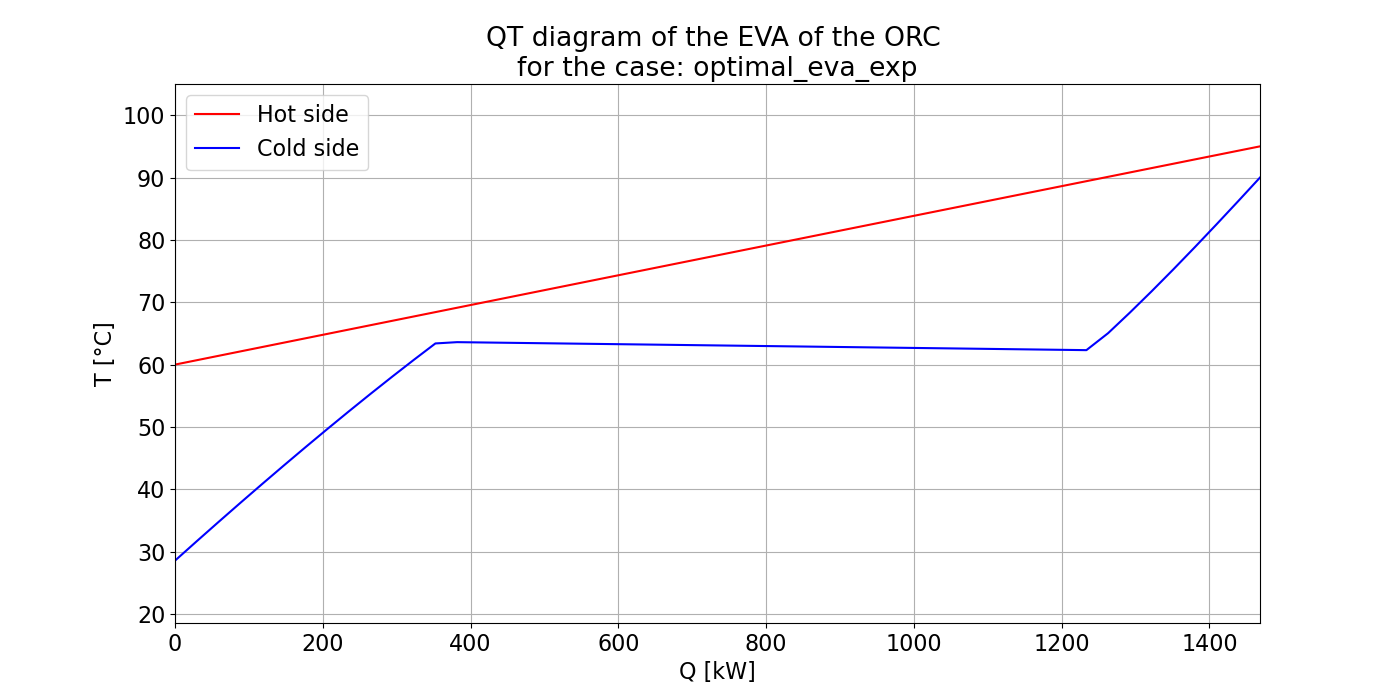 QT diagram of the EVA of the ORC
for the case: optimal_eva_exp
Hot side
Cold side
100
90
80
70
60
50
40
30
20
T [°C]
0 200 400 600 800 1000 1200 1400
Q [kW]